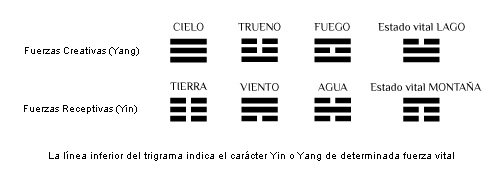 CIELO TRUENO FUEGO Estado vital LAGO
Fuerzas Creativas (Yang)
TIERRA VIENTO AGUA Estado vital MONTAÑA
Fuerzas Receptivas (Yin)
La línea inferior del trigrama indica el carácter Yin o Yang de determinada fuerza vital